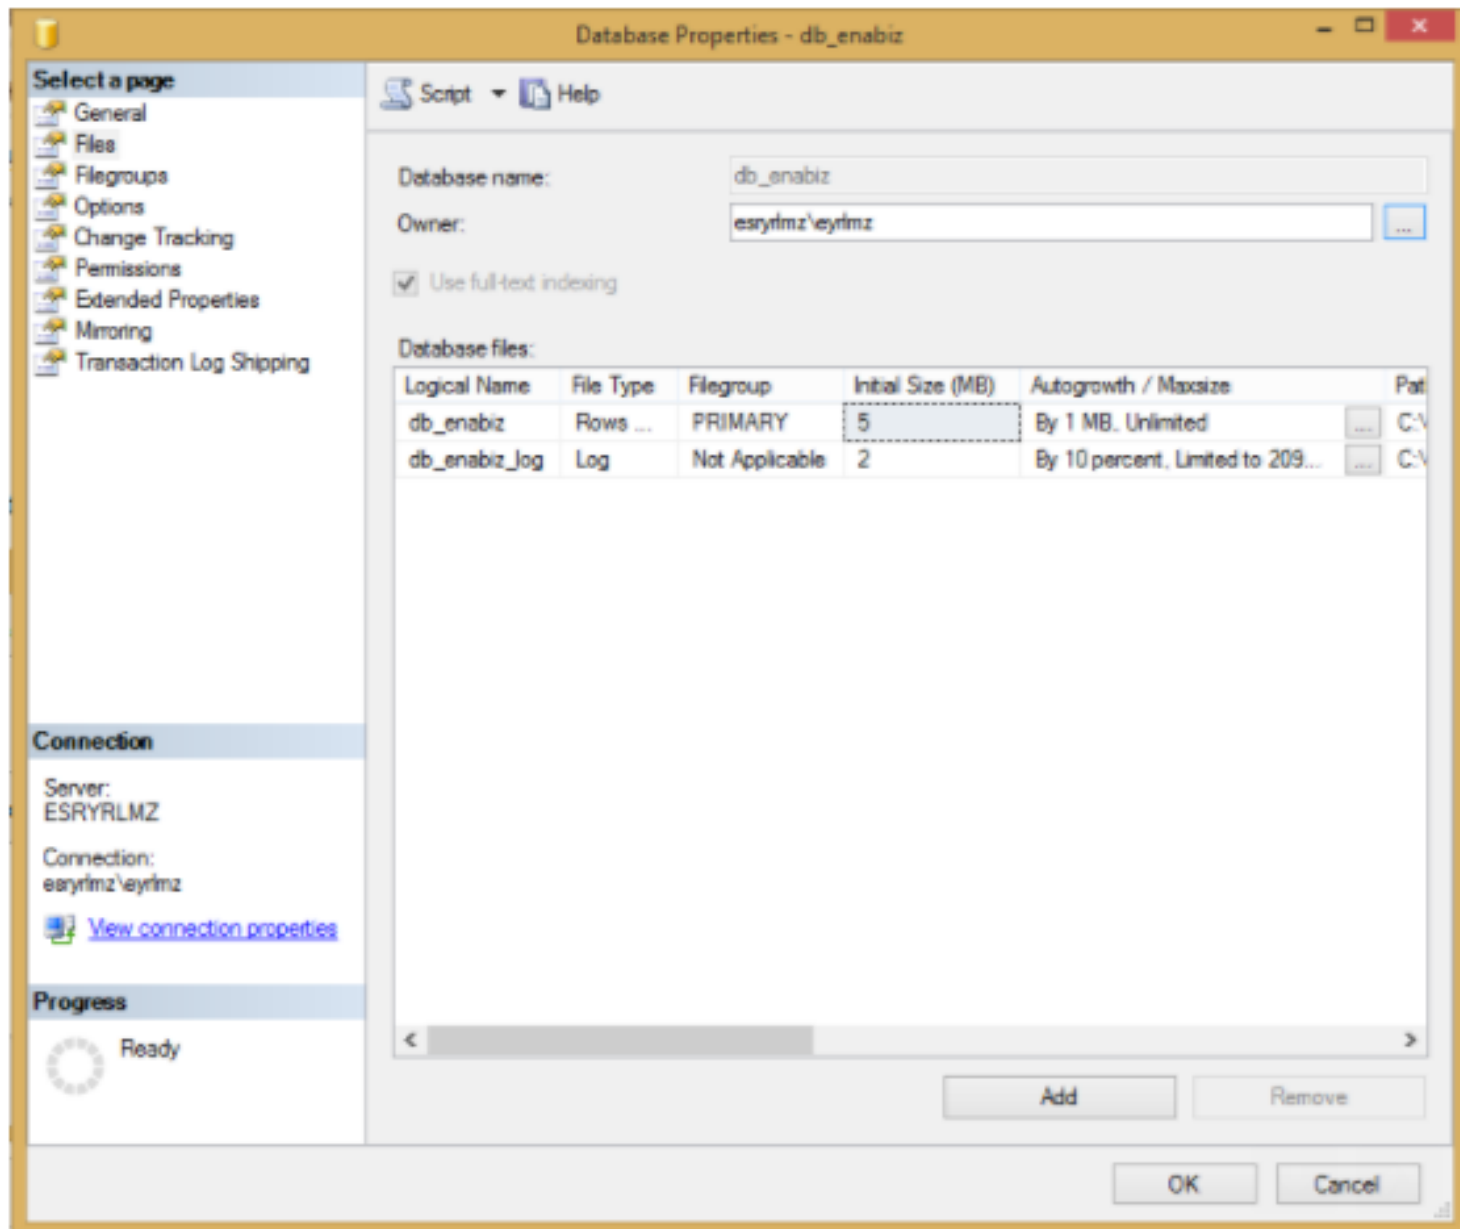 Database Properties - db_enabiz
Select a page
General
Files
Filegroups
Options
Change Tracking
Permissions
Extended Properties
Mirroring
Transaction Log Shipping
Connection
Server:
ESRYRLMZ
Connection:
esryrlmz\eyrlmz
View connection properties
Progress
Ready
Script Help
Database name: db_enabiz
Owner: esryrlmz\eyrlmz ...
Use full-text indexing
Database files:
Logical Name File Type Filegroup Initial Size (MB) Autogrowth / Maxsize Pat
db_enabiz Rows ... PRIMARY 5 By 1 MB, Unlimited ... C:\
db_enabiz_log Log Not Applicable 2 By 10 percent, Limited to 209... ... C:\
Add Remove
OK Cancel